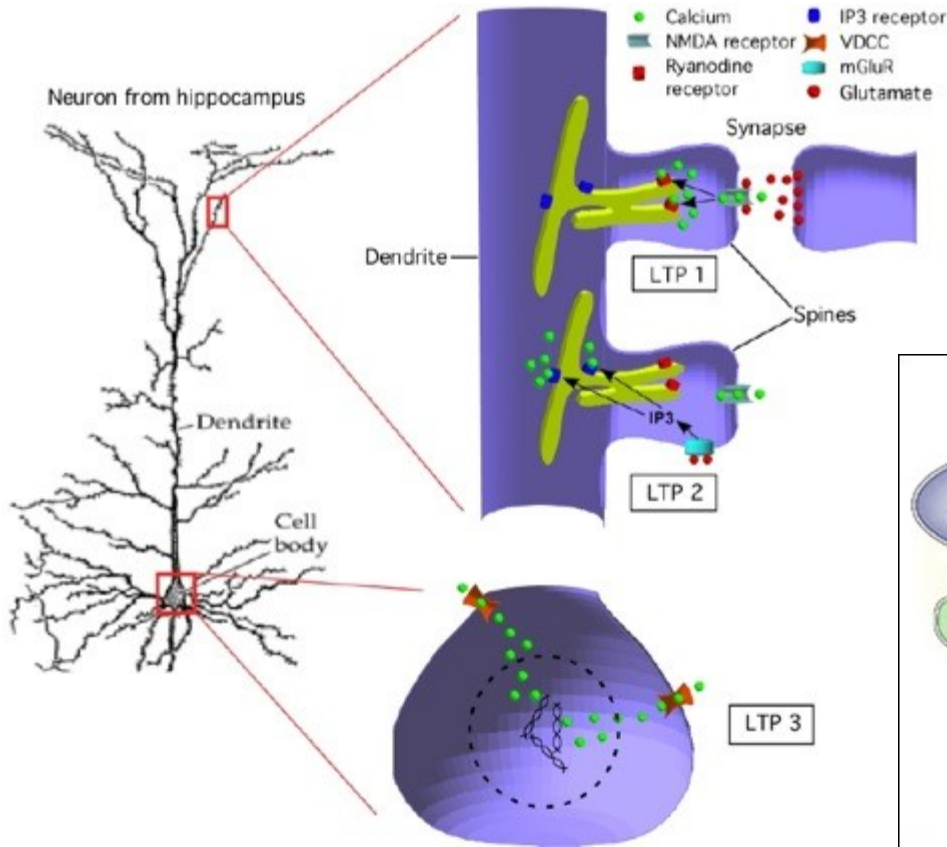 Calcium
NMDA receptor
Ryanodine
receptor
IP3 receptor
VDCC
mGluR
Glutamate
Neuron from hippocampus
Synapse
Dendrite
LTP 1
Spines
IP3
LTP 2
Dendrite
Cell
body
LTP 3